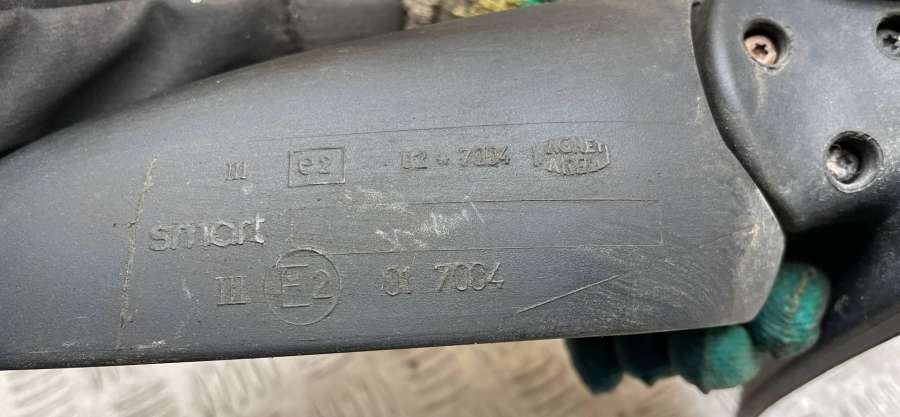 III e2 02 * 7004 MAGNETI MARELLI
smart
III E2 01 7004